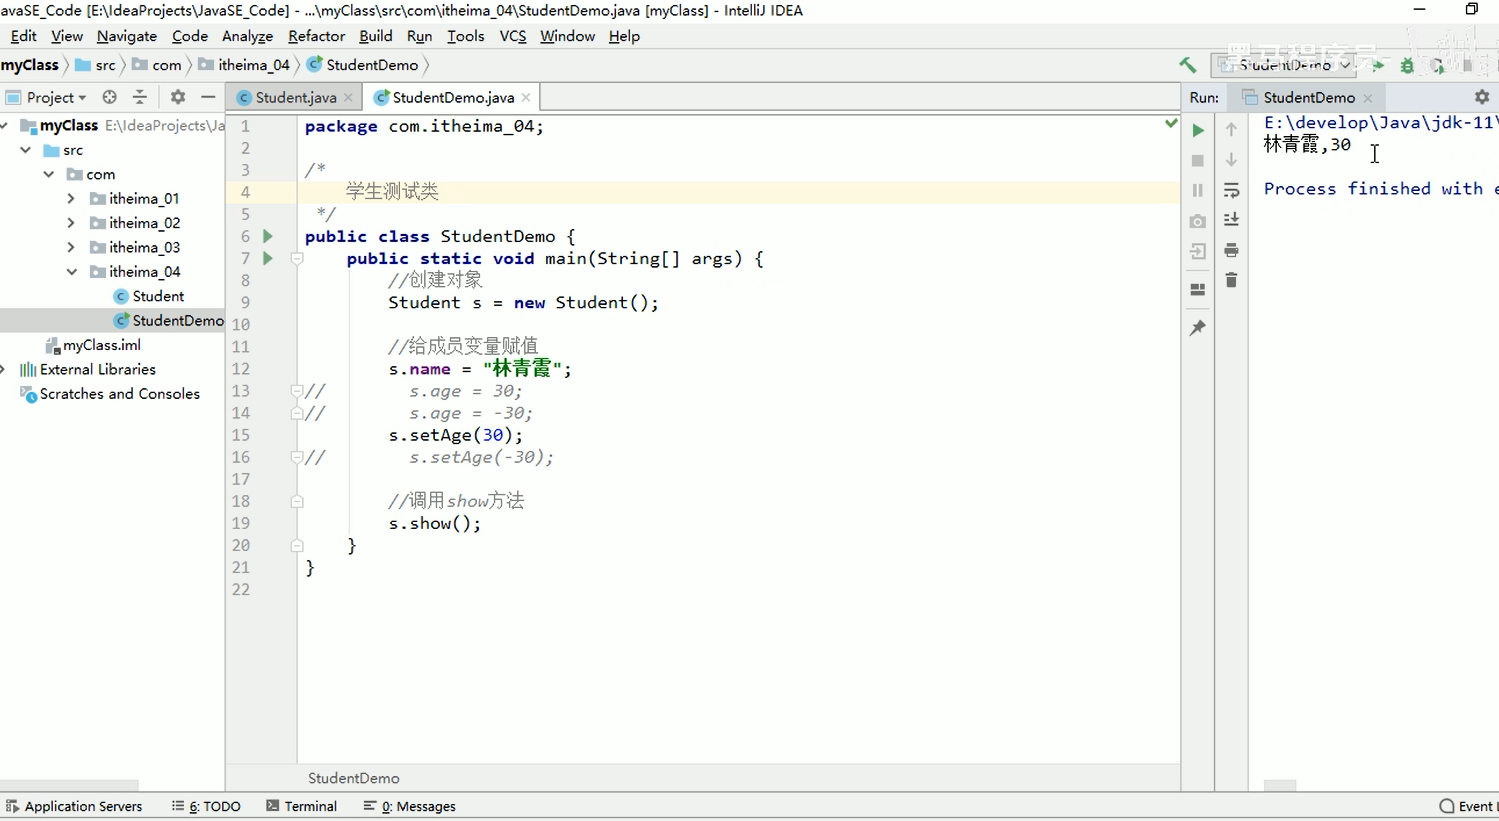 avaSE_Code [E:\IdeaProjects\JavaSE_Code] - ...\myClass\src\com\itheima_04\StudentDemo.java [myClass] - IntelliJ IDEA
Edit View Navigate Code Analyze Refactor Build Run Tools VCS Window Help
myClass src com itheima_04 StudentDemo
StudentDemo
黑马程序员-
Project
Student.java StudentDemo.java
Run: StudentDemo
myClass E:\IdeaProjects\Ja
src
com
itheima_01
itheima_02
itheima_03
itheima_04
Student
StudentDemo
myClass.iml
External Libraries
Scratches and Consoles
1 package com.itheima_04;
2
3 /*
4 学生测试类
5 */
6 public class StudentDemo {
7 public static void main(String[] args) {
8 //创建对象
9 Student s = new Student();
10
11 //给成员变量赋值
12 s.name = "林青霞";
13 // s.age = 30;
14 // s.age = -30;
15 s.setAge(30);
16 // s.setAge(-30);
17
18 //调用show方法
19 s.show();
20 }
21 }
22
StudentDemo
E:\develop\Java\jdk-11\
林青霞,30
Process finished with e
Application Servers 6: TODO Terminal 0: Messages
Event L